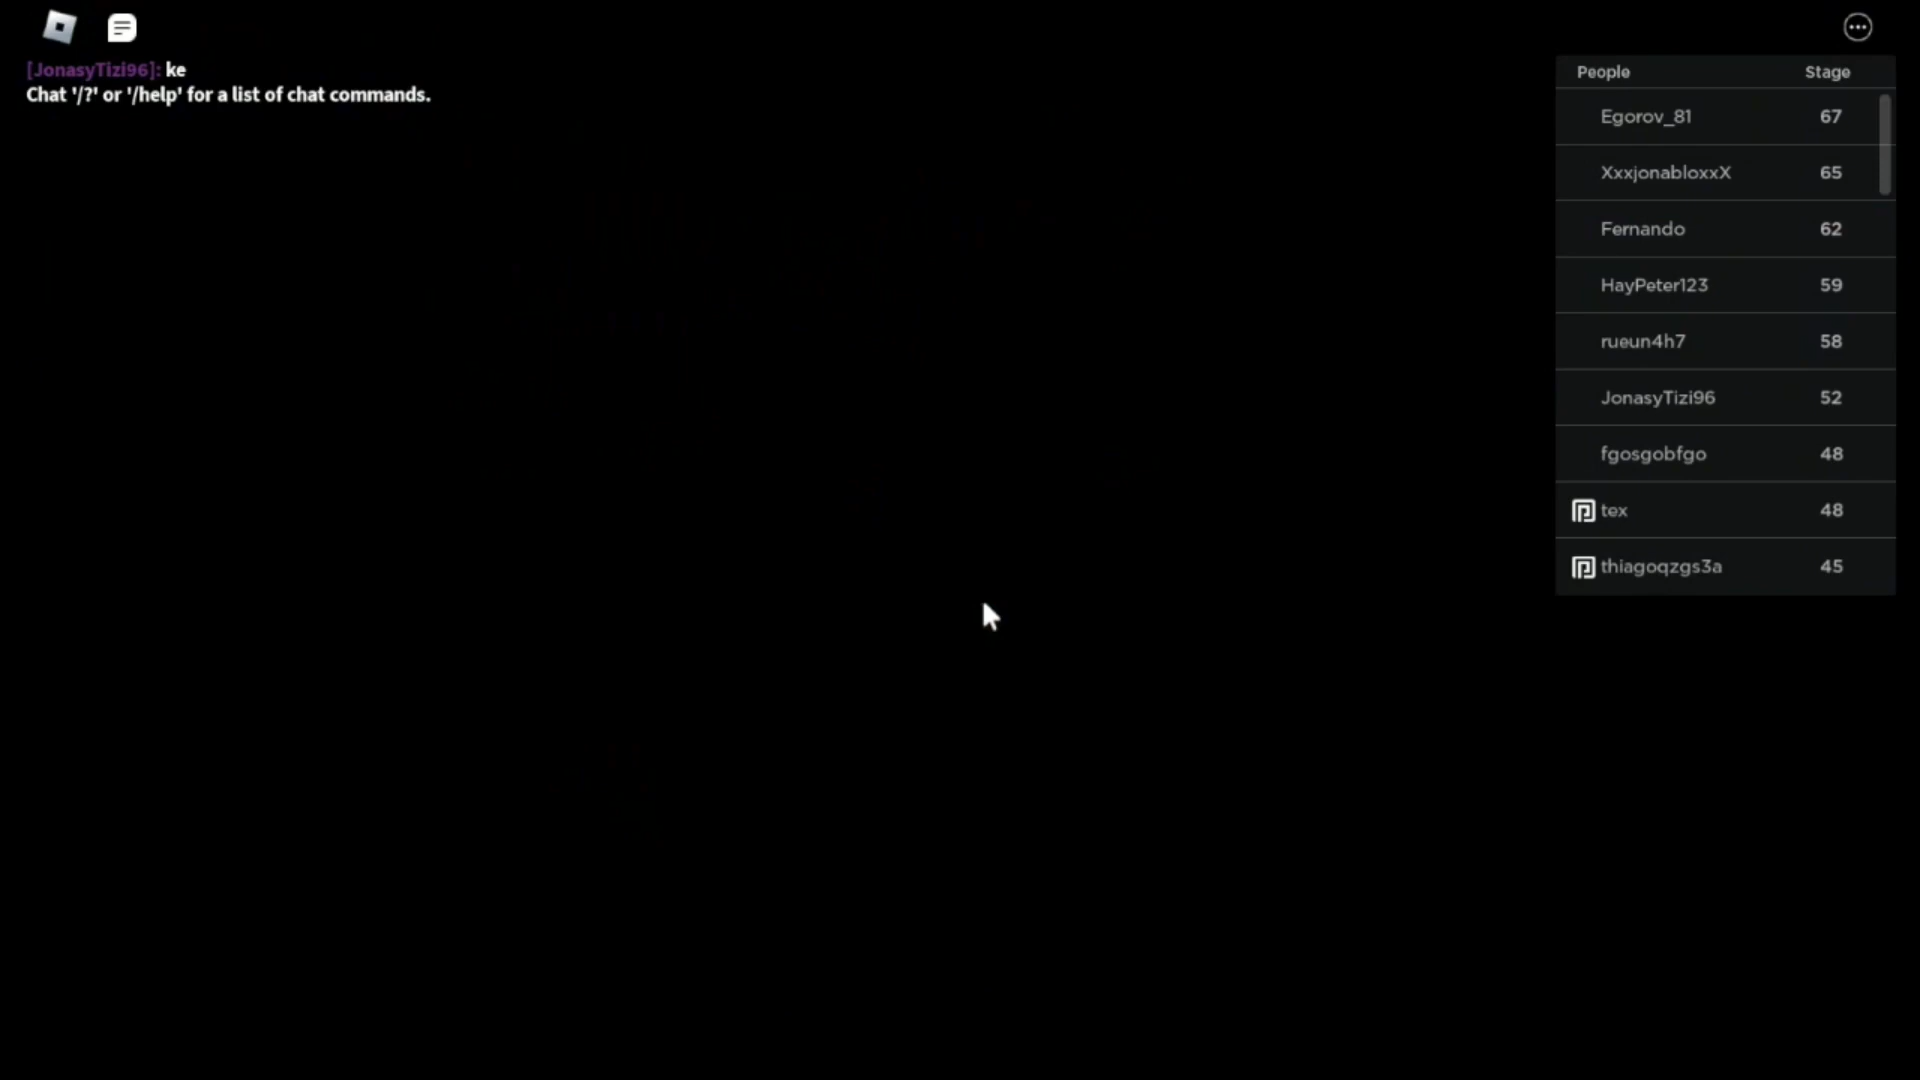 [JonasyTizi96]: ke
Chat '/?' or '/help' for a list of chat commands.
People Stage
Egorov_81 67
XxxjonabloxxX 65
Fernando 62
HayPeter123 59
rueun4h7 58
JonasyTizi96 52
fgosgobfgo 48
tex 48
thiagoqzgs3a 45